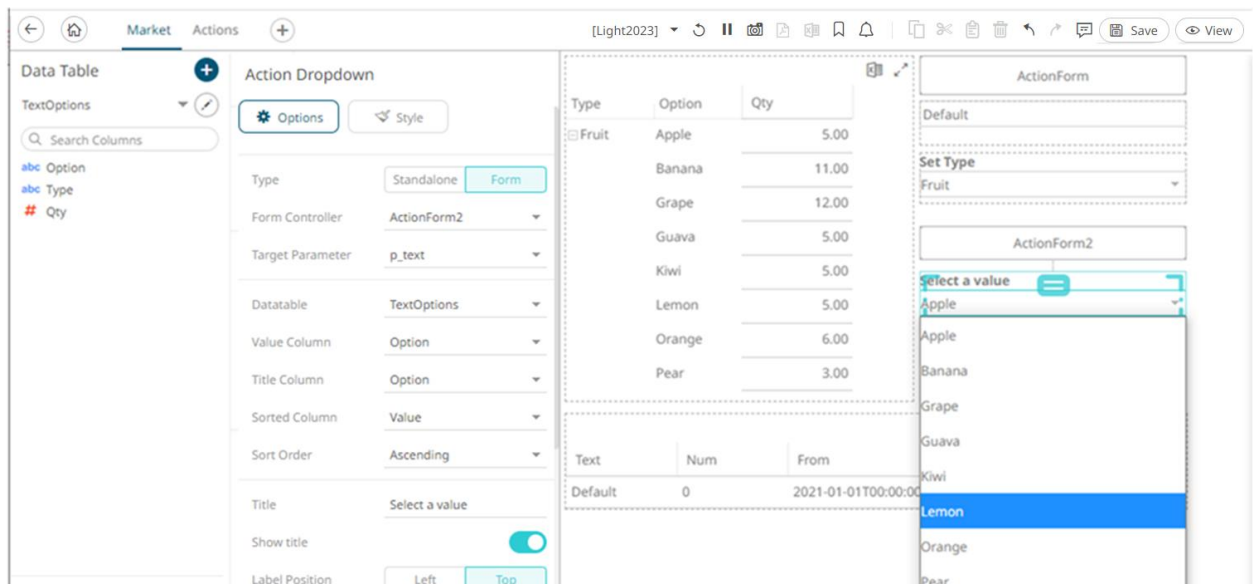 Market Actions [Light2023] Save View
Data Table
TextOptions
Search Columns
abc Option
abc Type
# Qty
Action Dropdown
Options Style
Type Standalone Form
Form Controller ActionForm2
Target Parameter p_text
Datatable TextOptions
Value Column Option
Title Column Option
Sorted Column Value
Sort Order Ascending
Title Select a value
Show title
Label Position Left Top
Type Option Qty
Fruit Apple 5.00
Banana 11.00
Grape 12.00
Guava 5.00
Kiwi 5.00
Lemon 5.00
Orange 6.00
Pear 3.00
Text Num From
Default 0 2021-01-01T00:00:00
ActionForm
Default
Set Type
Fruit
ActionForm2
Select a value
Apple
Apple
Banana
Grape
Guava
Kiwi
Lemon
Orange
Pear